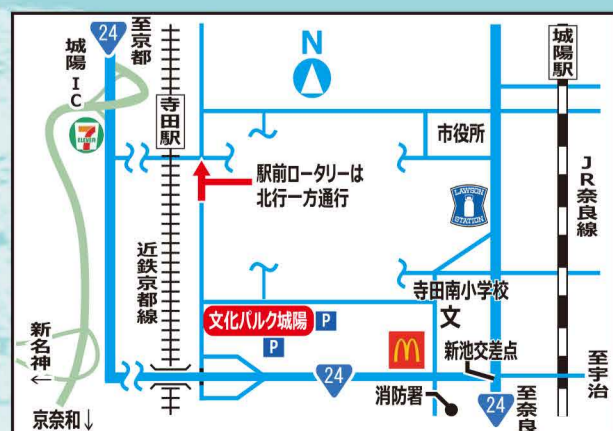 24
至京都
城陽IC
7
ELEVEn
寺田駅
N
城陽駅
市役所
駅前ロータリーは
北行一方通行
LAWSON
STATION
JR奈良線
近鉄京都線
寺田南小学校
文
文化パルク城陽
P
P
M
新池交差点
新名神
←
24
消防署
24
至奈良
至宇治
京奈和↓